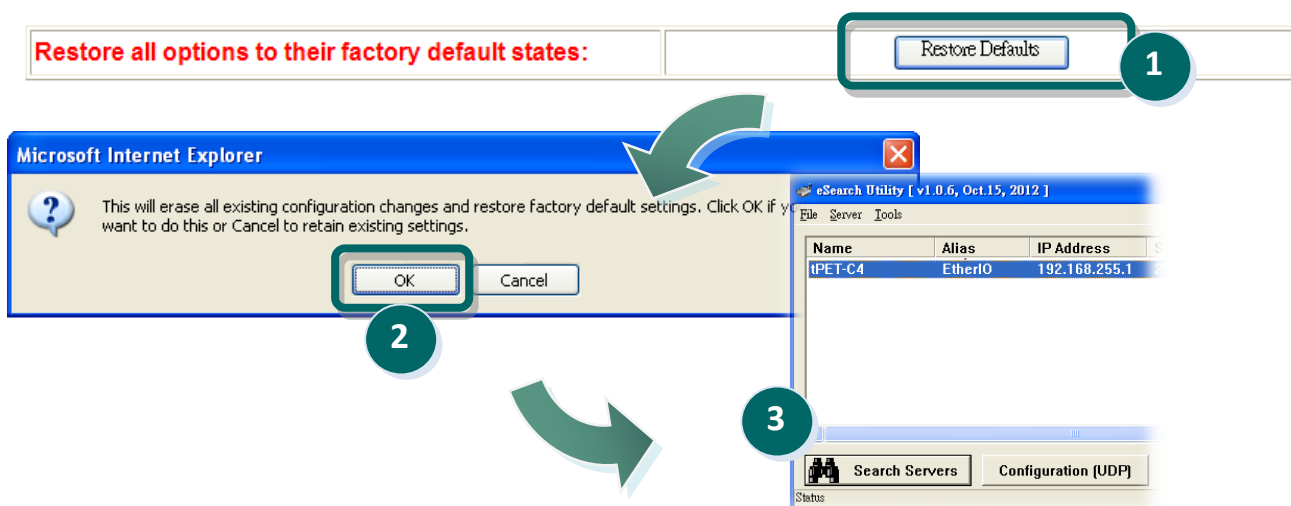 Restore all options to their factory default states:
Restore Defaults
1
Microsoft Internet Explorer
This will erase all existing configuration changes and restore factory default settings. Click OK if
want to do this or Cancel to retain existing settings.
OK
Cancel
2
eSearch Utility [ v1.0.6, Oct.15, 2012 ]
File Server Tools
Name Alias IP Address
tPET-C4 EtherIO 192.168.255.1
3
Search Servers
Configuration (UDP)
Status